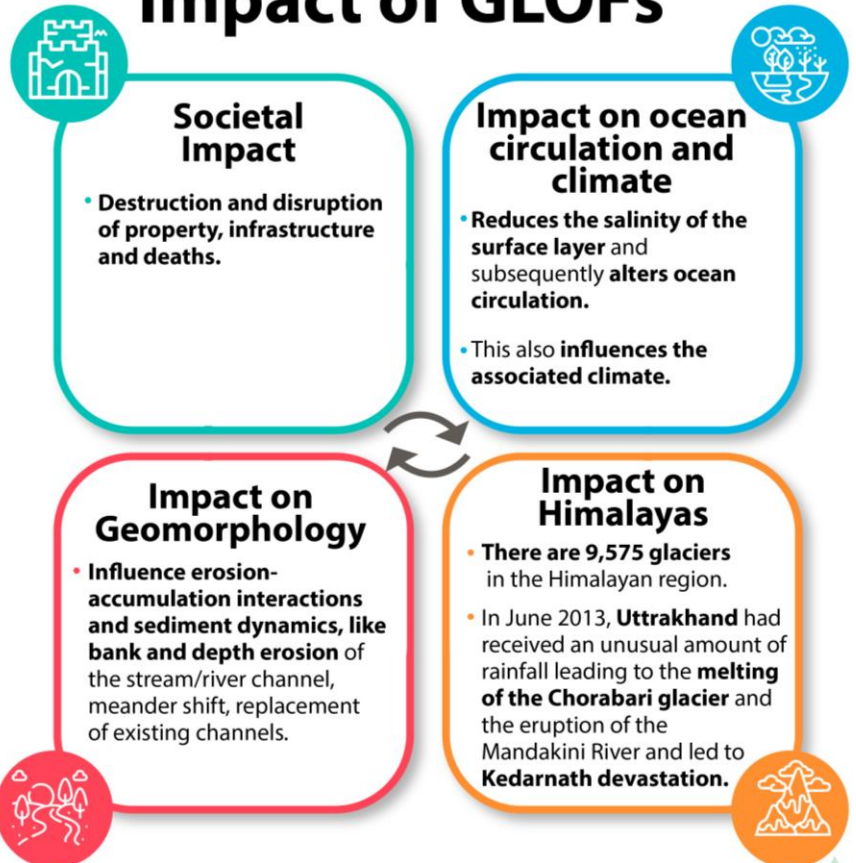 Impact of GLOFs
Societal
Impact
• Destruction and disruption
of property, infrastructure
and deaths.
Impact on ocean
circulation and
climate
• Reduces the salinity of the
surface layer and
subsequently alters ocean
circulation.
• This also influences the
associated climate.
Impact on
Geomorphology
• Influence erosion-
accumulation interactions
and sediment dynamics, like
bank and depth erosion of
the stream/river channel,
meander shift, replacement
of existing channels.
Impact on
Himalayas
• There are 9,575 glaciers
in the Himalayan region.
• In June 2013, Uttrakhand had
received an unusual amount of
rainfall leading to the melting
of the Chorabari glacier and
the eruption of the
Mandakini River and led to
Kedarnath devastation.